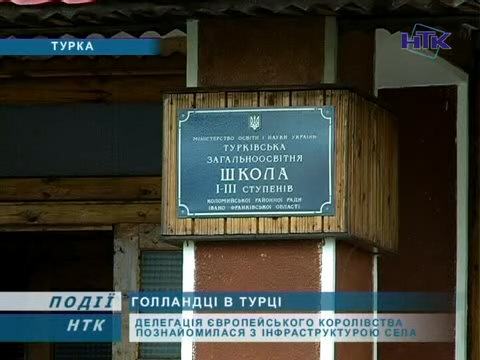 ТУРКА
НТК
МІНІСТЕРСТВО ОСВІТИ І НАУКИ УКРАЇНИ
ТУРКІВСЬКА
ЗАГАЛЬНООСВІТНЯ
ШКОЛА
І-ІІІ СТУПЕНІВ
КОЛОМИЙСЬКОЇ РАЙОННОЇ РАДИ
ІВАНО-ФРАНКІВСЬКОЇ ОБЛАСТІ
ПОДІЇ
НТК
ГОЛЛАНДЦІ В ТУРЦІ
ДЕЛЕГАЦІЯ ЄВРОПЕЙСЬКОГО КОРОЛІВСТВА
ПОЗНАЙОМИЛАСЯ З ІНФРАСТРУКТУРОЮ СЕЛА